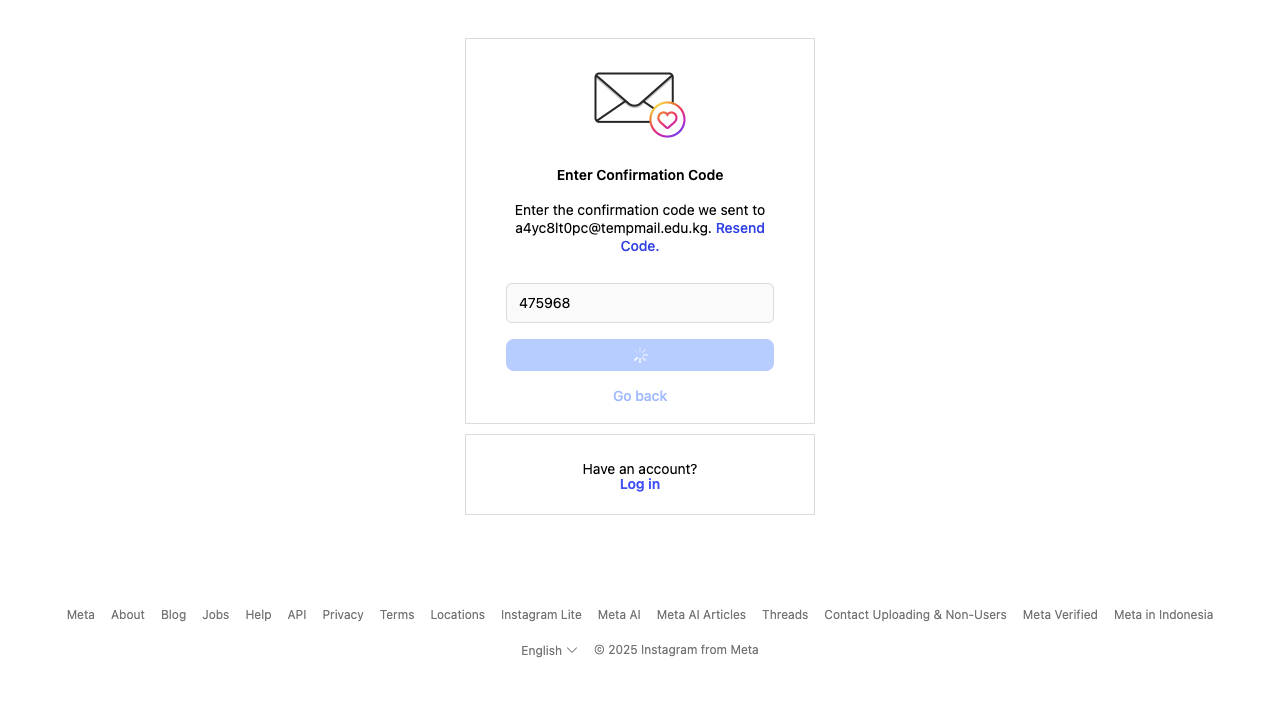 Enter Confirmation Code
Enter the confirmation code we sent to
a4yc8lt0pc@tempmail.edu.kg. Resend
Code.
475968
Go back
Have an account?
Log in
Meta About Blog Jobs Help API Privacy Terms Locations Instagram Lite Meta AI Meta AI Articles Threads Contact Uploading & Non-Users Meta Verified Meta in Indonesia
English © 2025 Instagram from Meta